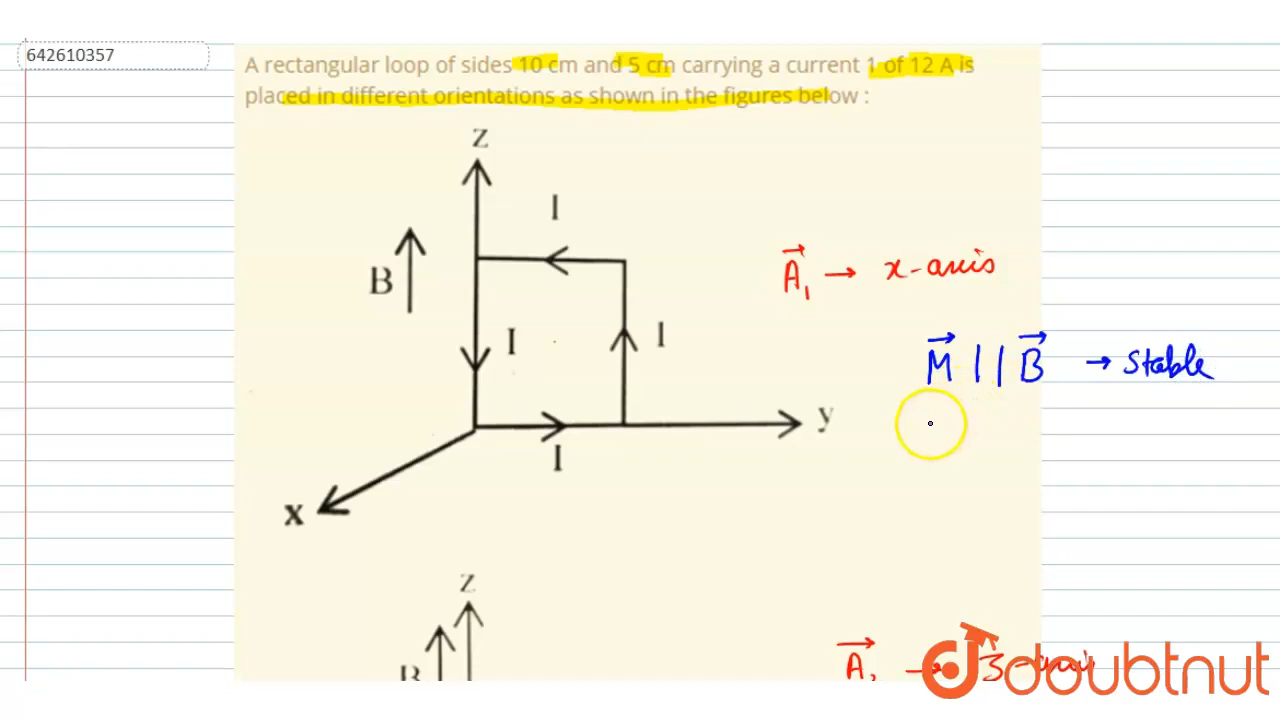 642610357
A rectangular loop of sides 10 cm and 5 cm carrying a current 1 of 12 A is
placed in different orientations as shown in the figures below :
z
I
B
I
I
y
I
x
A₁ → x-axis
M || B → Stable
z
B
A
doubtnut